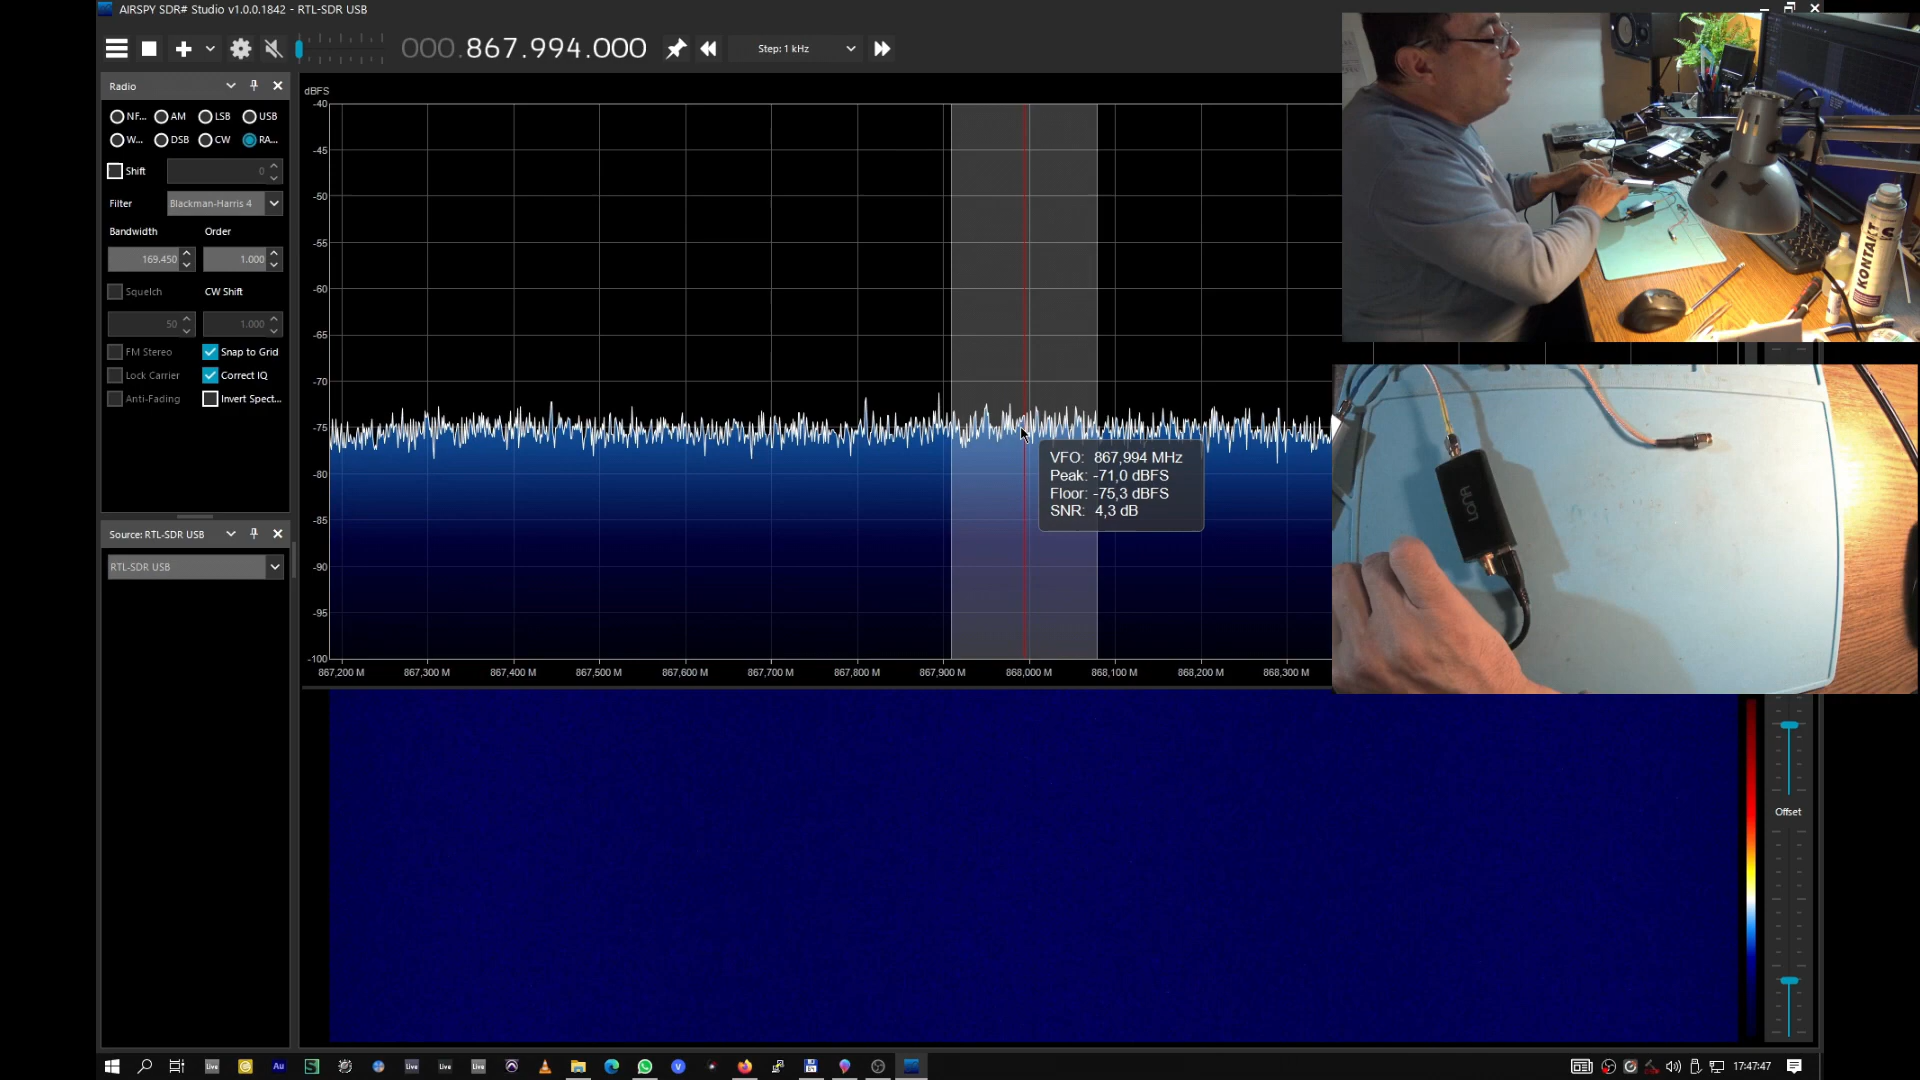 AIRSPY SDR# Studio v1.0.0.1842 - RTL-SDR USB
000.867.994.000
Step: 1 kHz
Radio
NF... AM LSB USB
W... DSB CW RA...
Shift 0
Filter Blackman-Harris 4
Bandwidth Order
169.450 1.000
Squelch CW Shift
50 1.000
FM Stereo Snap to Grid
Lock Carrier Correct IQ
Anti-Fading Invert Spect...
Source: RTL-SDR USB
RTL-SDR USB
dBFS
-40
-45
-50
-55
-60
-65
-70
-75
-80
-85
-90
-95
-100
867,200 M 867,300 M 867,400 M 867,500 M 867,600 M 867,700 M 867,800 M 867,900 M 868,000 M 868,100 M 868,200 M 868,300 M
VFO: 867,994 MHz
Peak: -71,0 dBFS
Floor: -75,3 dBFS
SNR: 4,3 dB
KONTAKT
LORA
Offset
Live Au S Live Live Live V
17:47:47